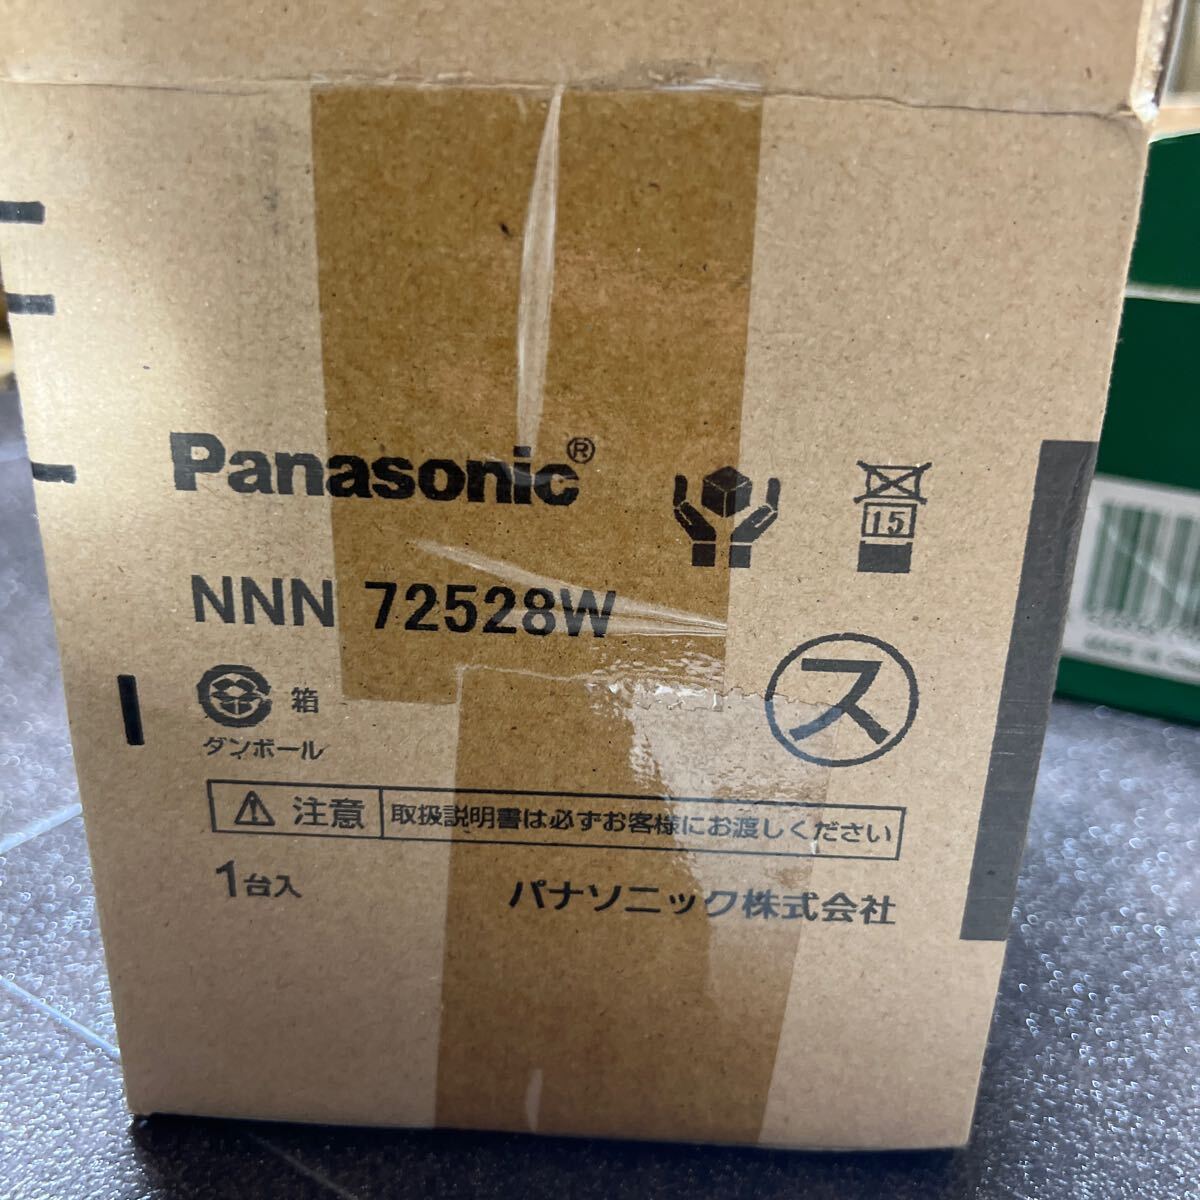 Panasonic®
15
NNN 72528W
ス
箱
ダンボール
注意 取扱説明書は必ずお客様にお渡しください
1台入
パナソニック株式会社